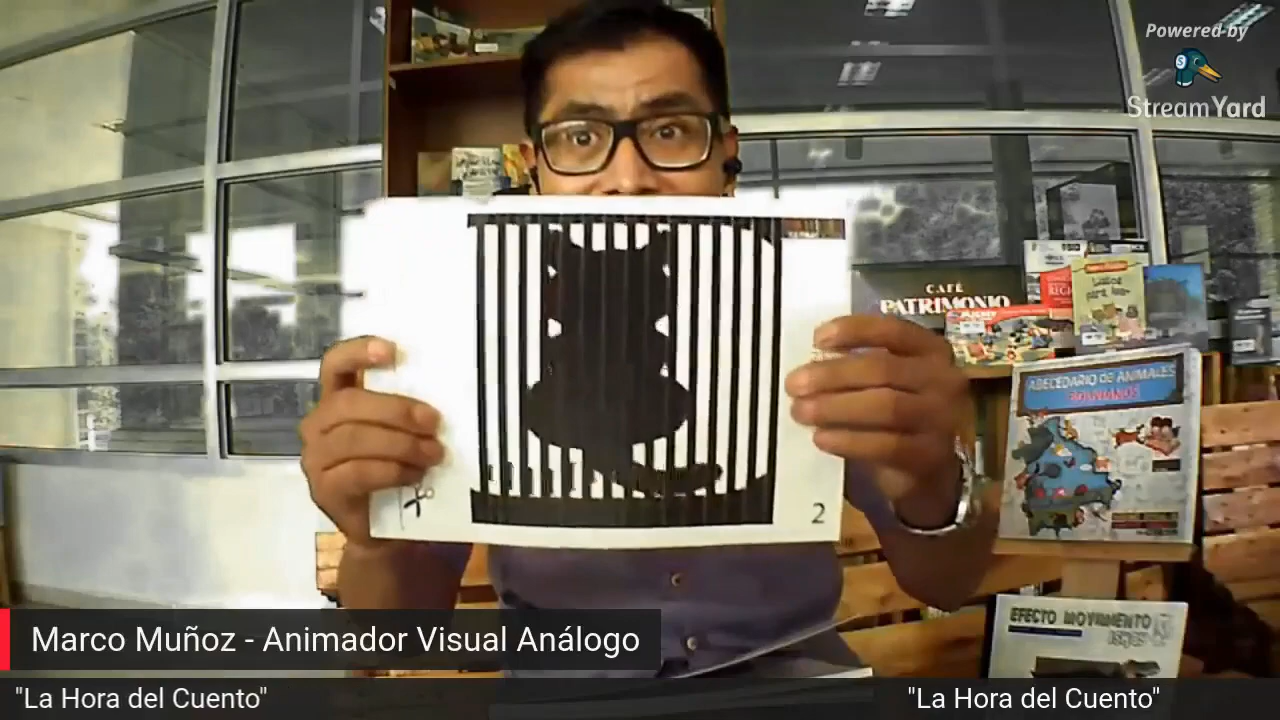 Powered by
StreamYard
CAFÉ
PATRIMONIO
ABECEDARIO DE ANIMALES
2
EFECTO MOVIMIENTO
Marco Muñoz - Animador Visual Análogo
"La Hora del Cuento"
"La Hora del Cuento"